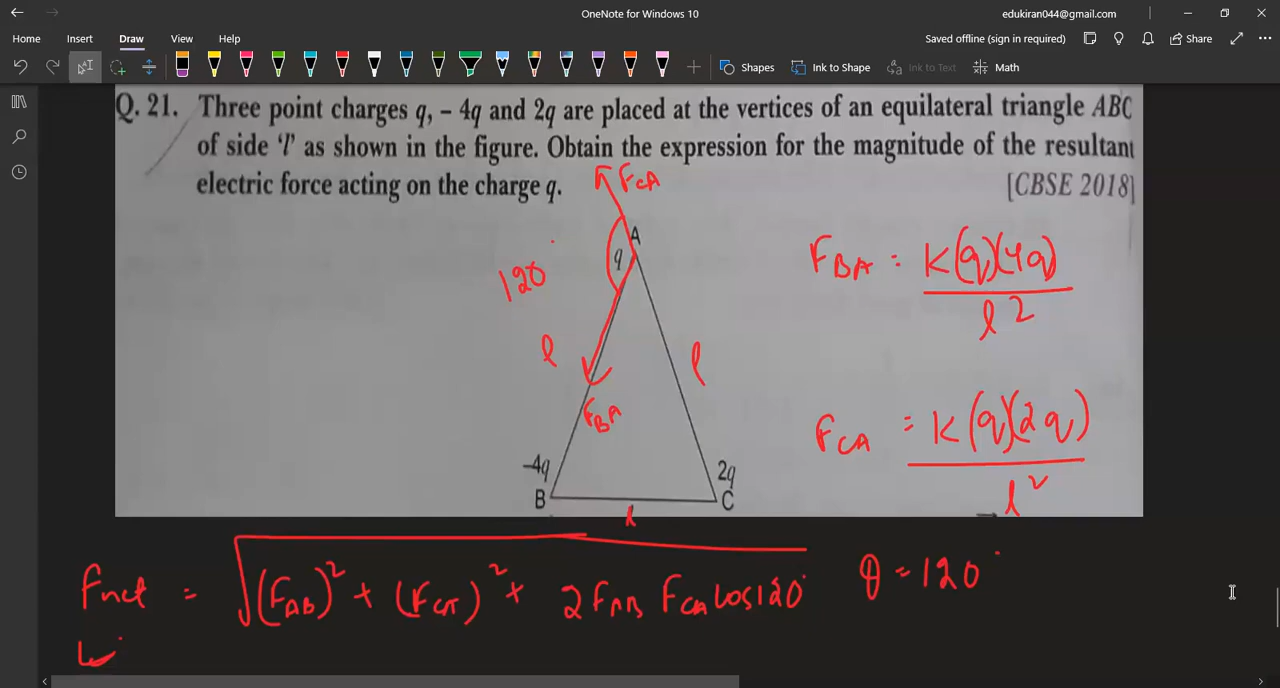 OneNote for Windows 10
edukiran044@gmail.com
Home Insert Draw View Help
Saved offline (sign in required)
Share
Shapes
Ink to Shape
Ink to Text
Math
Q. 21. Three point charges q, – 4q and 2q are placed at the vertices of an equilateral triangle ABC
of side 'l' as shown in the figure. Obtain the expression for the magnitude of the resultant
electric force acting on the charge q. [CBSE 2018]
FCA
A
q
120°
l
l
FBA
-4q
B
2q
C
l
FBA = K(q)(4q)
l²
FCA = K(q)(2q)
l²
Fnet = √(FAB)² + (FCA)² + 2FAB FCA Cos120° θ = 120°